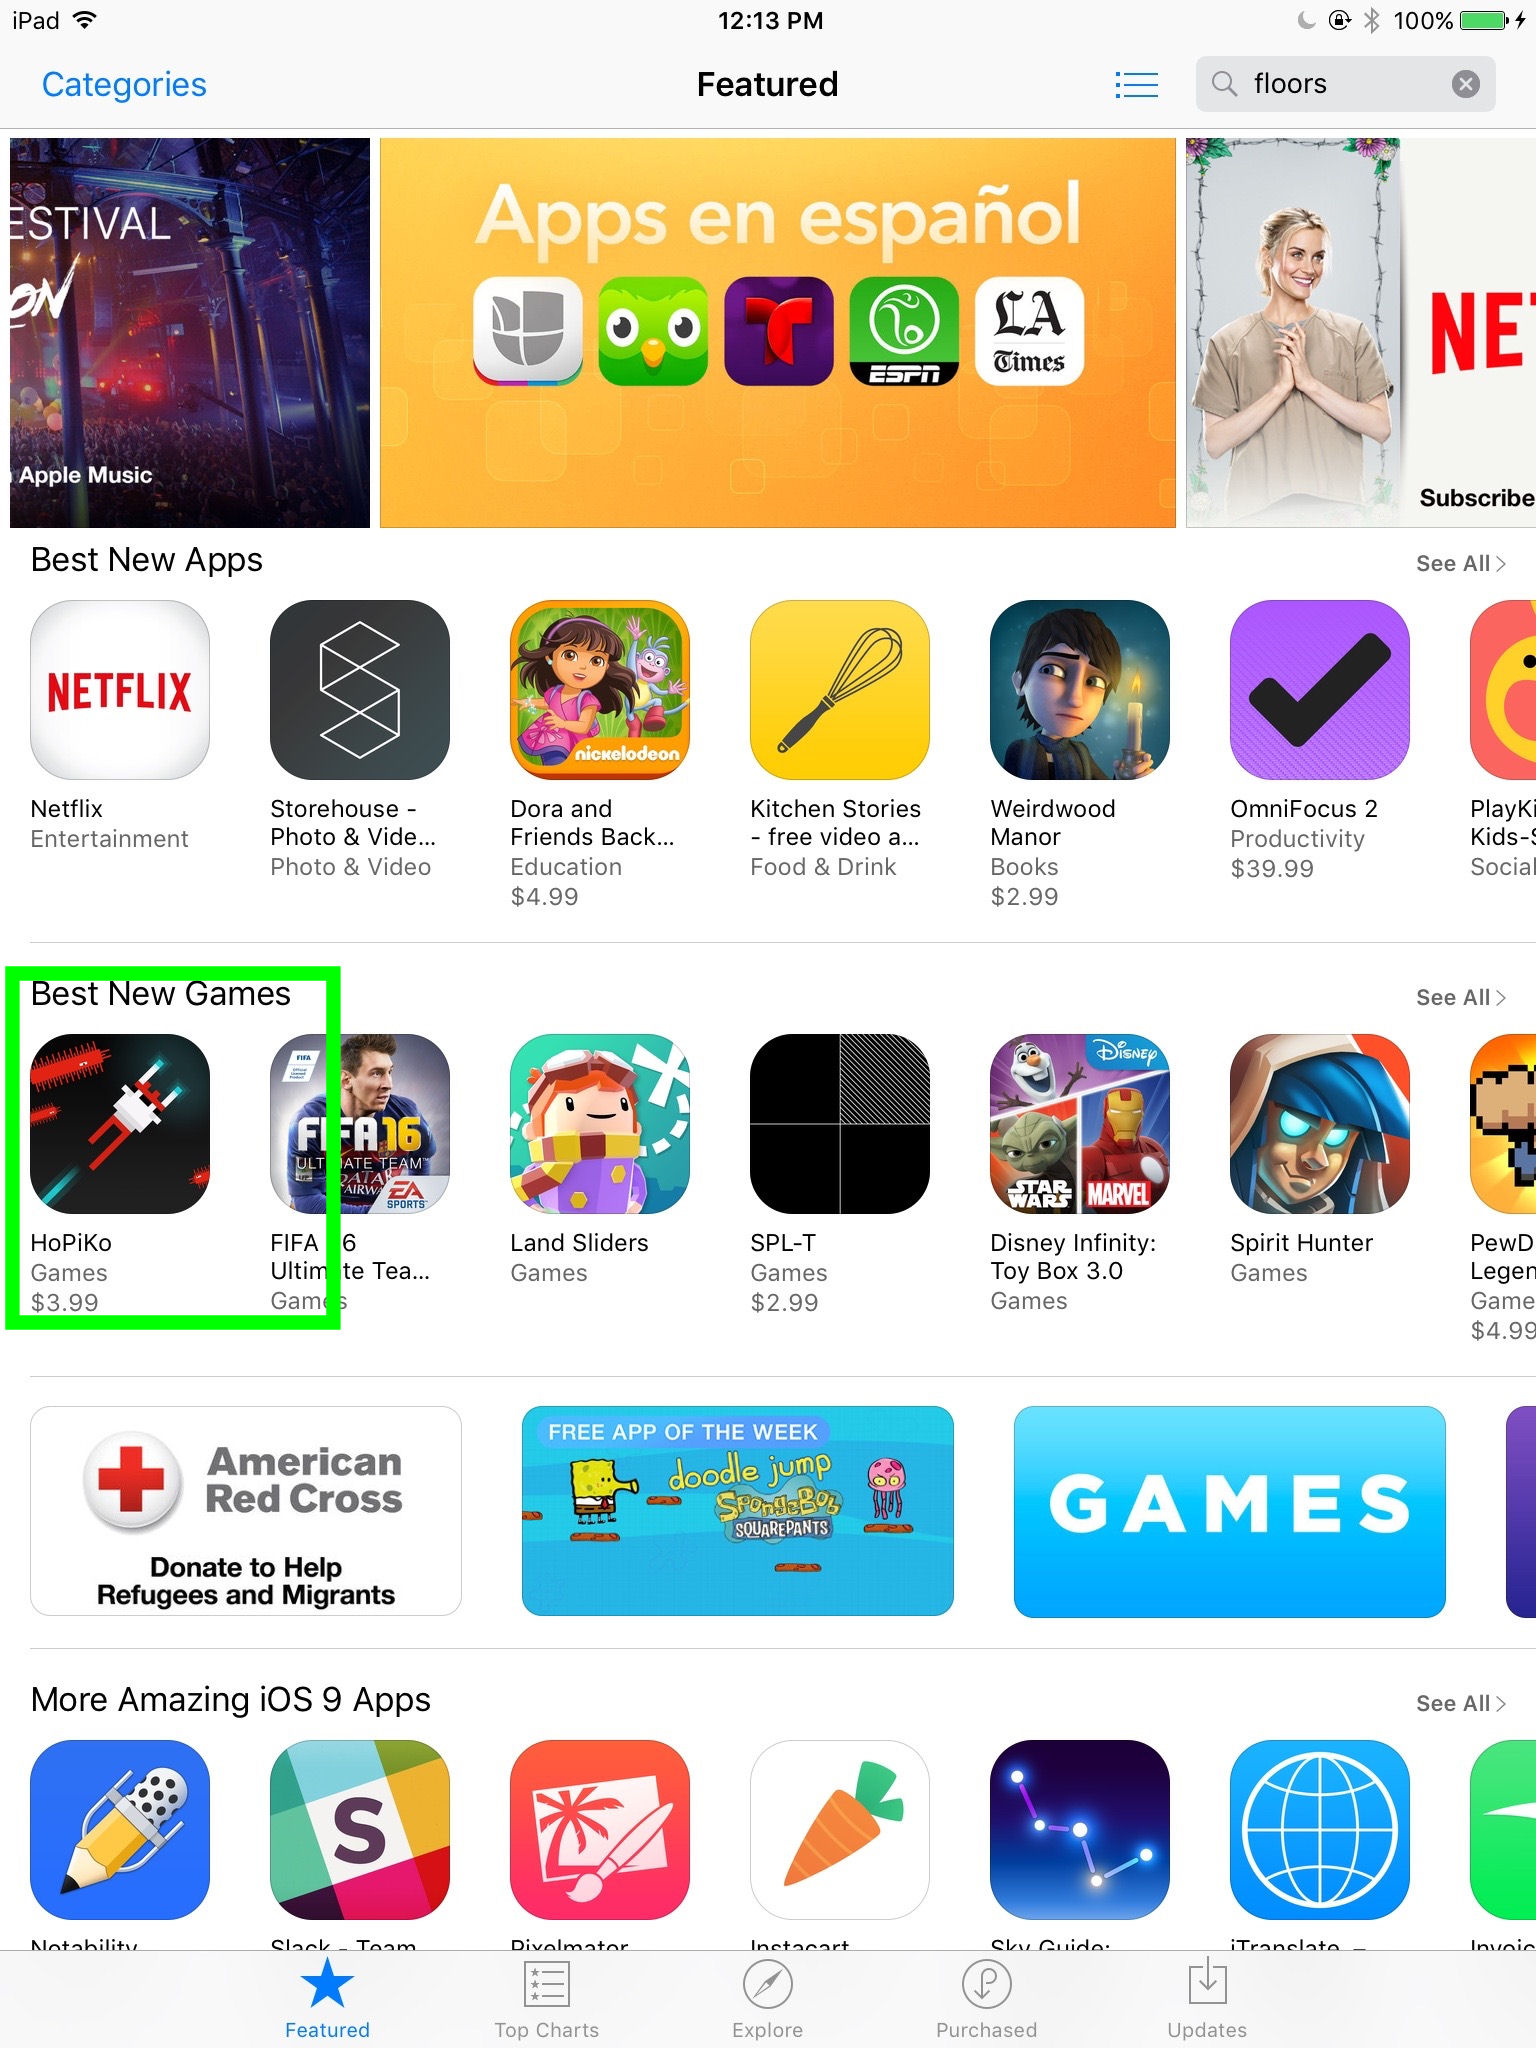 iPad
12:13 PM
100%
Categories
Featured
floors
ESTIVAL
ON
Apple Music
Apps en español
ESPN
LA
Times
NET
Subscribe
Best New Apps
See All
NETFLIX
nickelodeon
Netflix
Entertainment
Storehouse -
Photo & Vide...
Photo & Video
Dora and
Friends Back...
Education
$4.99
Kitchen Stories
- free video a...
Food & Drink
Weirdwood
Manor
Books
$2.99
OmniFocus 2
Productivity
$39.99
PlayKi
Kids-S
Social
Best New Games
See All
FIFA
FIFA 16
ULTIMATE TEAM™
EA
SPORTS™
Disney
STAR
WARS
MARVEL
HoPiKo
Games
$3.99
FIFA 16
Ultimate Tea...
Games
Land Sliders
Games
SPL-T
Games
$2.99
Disney Infinity:
Toy Box 3.0
Games
Spirit Hunter
Games
PewD
Legen
Game
$4.99
American
Red Cross
Donate to Help
Refugees and Migrants
FREE APP OF THE WEEK
doodle jump
SpongeBob
SQUAREPANTS
GAMES
More Amazing iOS 9 Apps
See All
S
Notability
Slack - Team
Pixelmator
Instacart
Sky Guide:
iTranslate –
Invoic
Featured
Top Charts
Explore
Purchased
Updates